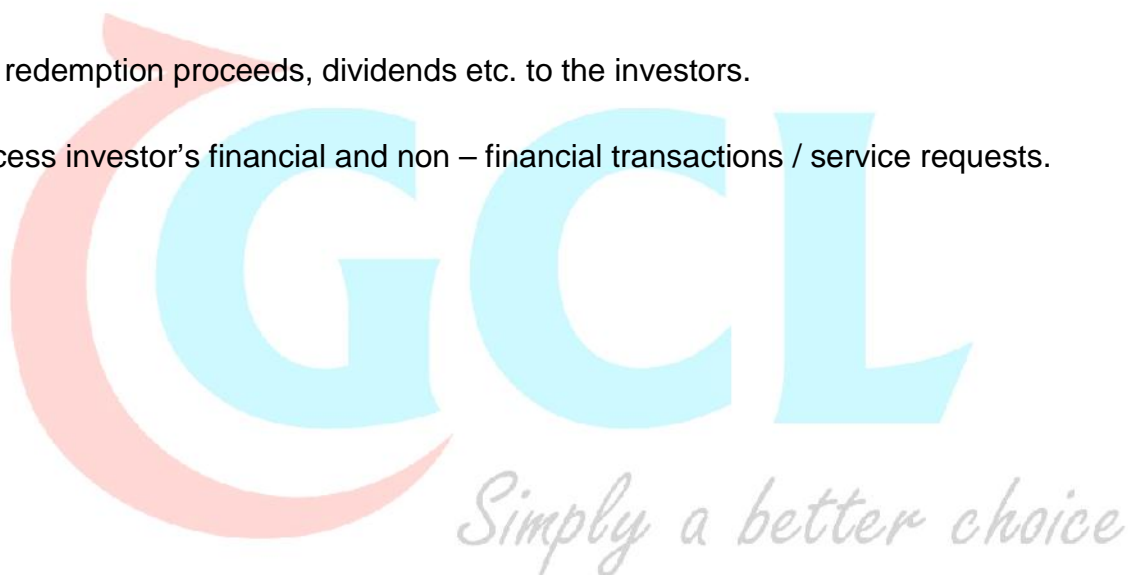 redemption proceeds, dividends etc. to the investors.
cess investor’s financial and non – financial transactions / service requests.
GCL
Simply a better choice